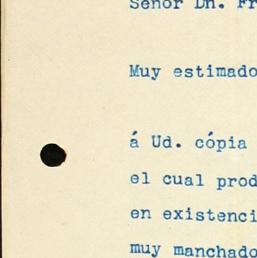 Señor Dn. Fr
Muy estimado
á Ud. cópia
el cual prod
en existenci
muy manchado